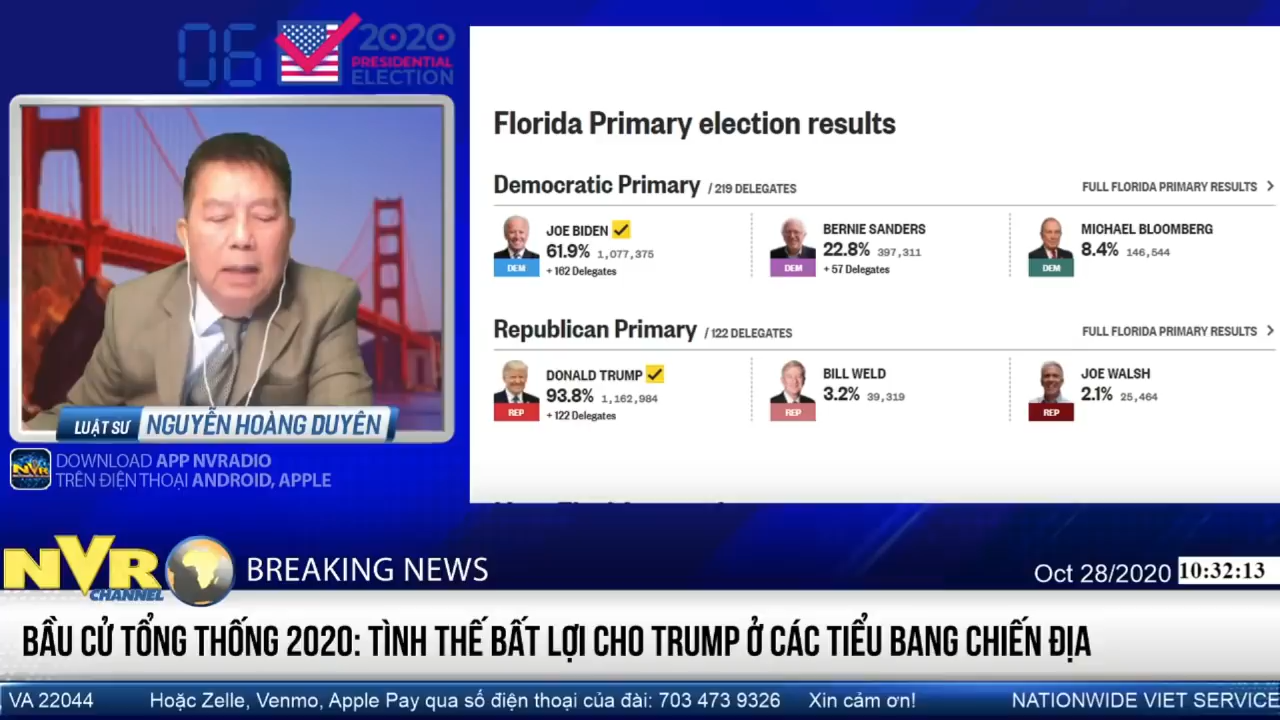 06
2020
PRESIDENTIAL
ELECTION
Florida Primary election results
Democratic Primary / 219 DELEGATES
FULL FLORIDA PRIMARY RESULTS
JOE BIDEN
61.9% 1,077,375
+ 162 Delegates
DEM
BERNIE SANDERS
22.8% 397,311
+ 57 Delegates
DEM
MICHAEL BLOOMBERG
8.4% 146,544
DEM
Republican Primary / 122 DELEGATES
FULL FLORIDA PRIMARY RESULTS
DONALD TRUMP
93.8% 1,162,984
+ 122 Delegates
REP
BILL WELD
3.2% 39,319
REP
JOE WALSH
2.1% 25,464
REP
LUẬT SƯ NGUYỄN HOÀNG DUYÊN
NVR
DOWNLOAD APP NVRADIO
TRÊN ĐIỆN THOẠI ANDROID, APPLE
NVR
CHANNEL
BREAKING NEWS
Oct 28/2020 10:32:13
BẦU CỬ TỔNG THỐNG 2020: TÌNH THẾ BẤT LỢI CHO TRUMP Ở CÁC TIỂU BANG CHIẾN ĐỊA
VA 22044 Hoặc Zelle, Venmo, Apple Pay qua số điện thoại của đài: 703 473 9326 Xin cảm ơn! NATIONWIDE VIET SERVICE